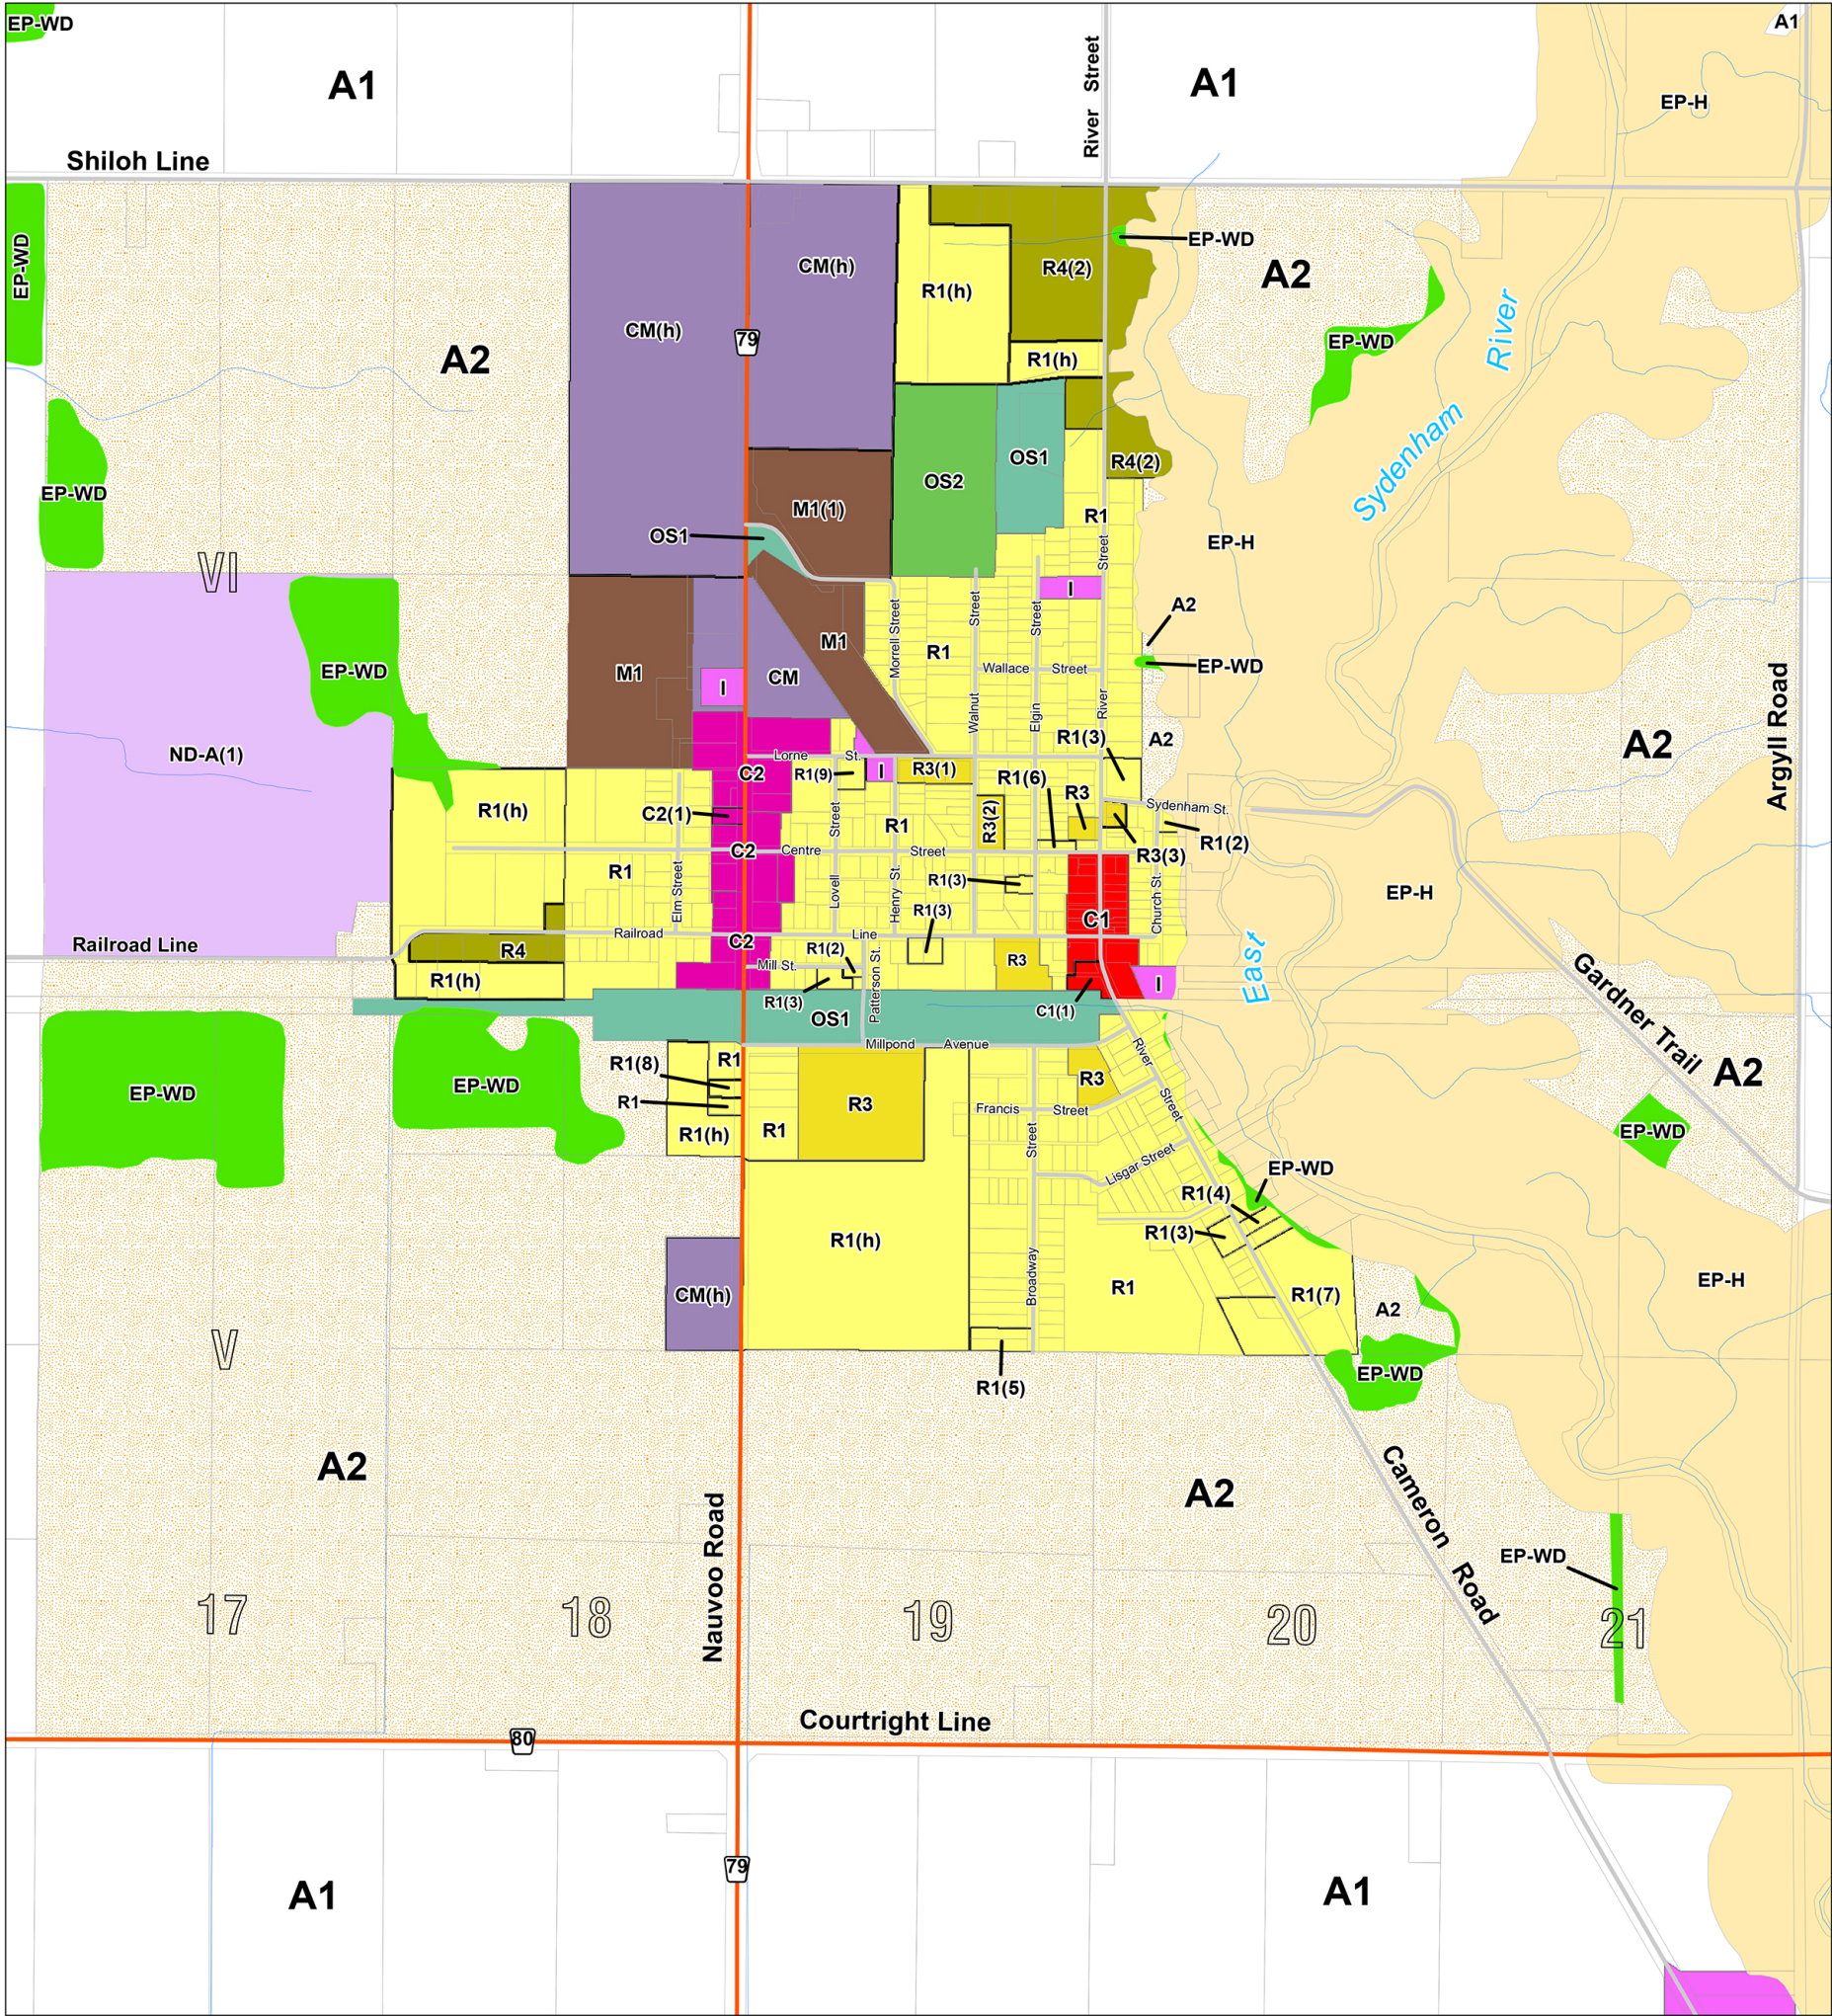 EP-WD
A1
River Street
A1
A1
EP-H
Shiloh Line
EP-WD
EP-WD
A2
CM(h)
CM(h)
79
R1(h)
R4(2)
R1(h)
A2
EP-WD
Sydenham River
EP-WD
OS2
OS1
R4(2)
M1(1)
R1
OS1
EP-H
VI
Street
I
A2
EP-WD
EP-WD
M1
I
CM
M1
Morrell Street
R1
Street
Street
Wallace Street
Walnut
Elgin
River
A2
Argyll Road
ND-A(1)
R1(3)
A2
Lorne St.
C2
R1(9)
I
R3(1)
R1(6)
R3
Sydenham St.
R1(h)
C2(1)
Street
R1
R3(2)
R3(3)
R1(2)
C2
Centre Street
R1
Elm Street
Lovell
Henry St.
R1(3)
R1(3)
C1
Church St.
EP-H
Railroad Line
Railroad Line
C2
R4
R1(h)
Mill St.
R1(2)
R1(3)
Patterson St.
R3
C1(1)
I
East
Gardner Trail
OS1
Millpond Avenue
EP-WD
EP-WD
R1(8)
R1
R1
R1(h)
R1
R3
R3
River
Street
Francis Street
Street
Lisgar Street
A2
EP-WD
EP-WD
R1(4)
R1(3)
R1(h)
CM(h)
Broadway
R1
R1(7)
A2
EP-H
V
R1(5)
EP-WD
A2
A2
Nauvoo Road
Cameron Road
EP-WD
17
18
19
20
21
Courtright Line
80
79
A1
A1